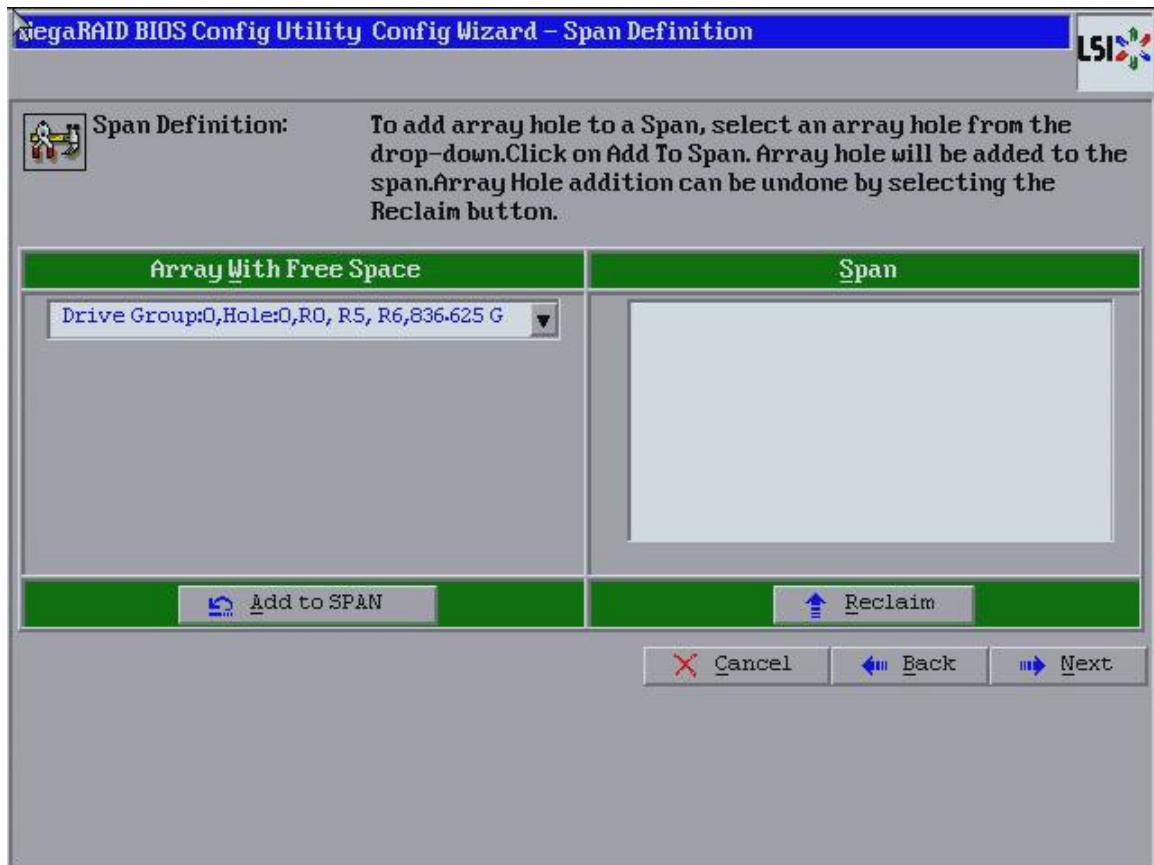 egaRAID BIOS Config Utility Config Wizard – Span Definition
LSI
Span Definition:
To add array hole to a Span, select an array hole from the
drop-down.Click on Add To Span. Array hole will be added to the
span.Array Hole addition can be undone by selecting the
Reclaim button.
Array With Free Space
Span
Drive Group:0,Hole:0,R0, R5, R6,836.625 G
Add to SPAN
Reclaim
Cancel
Back
Next